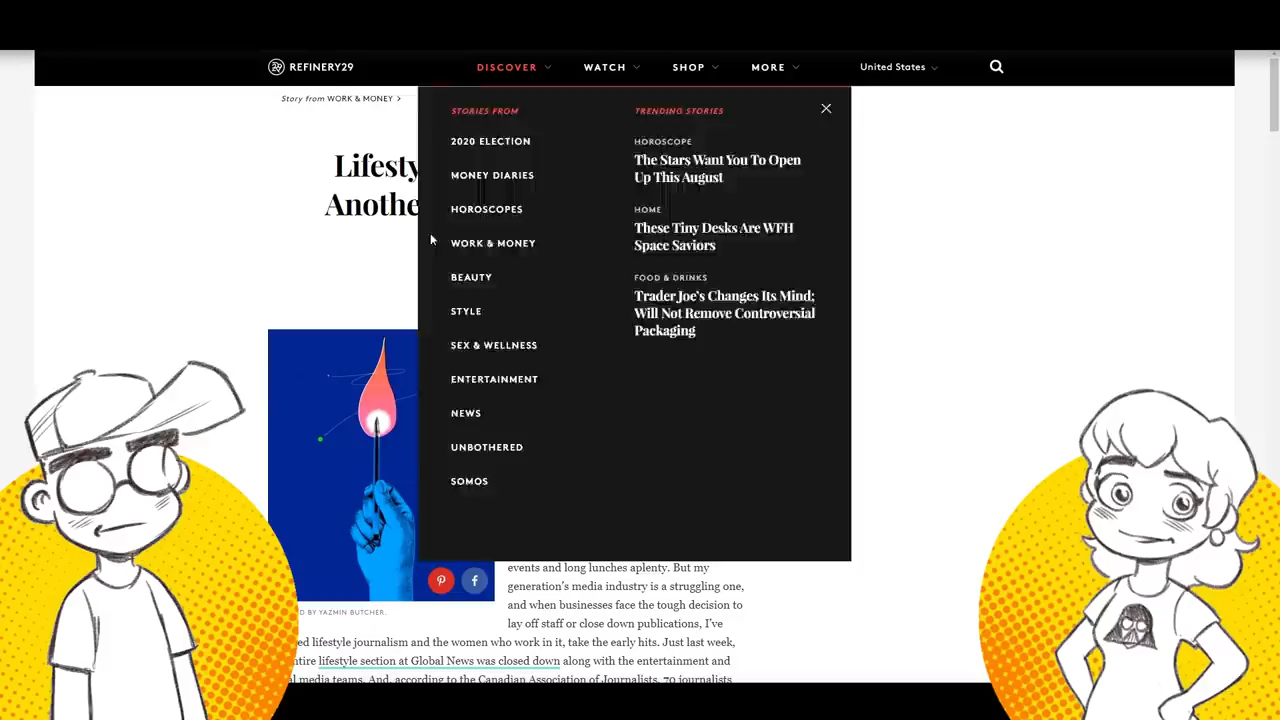 REFINERY29
DISCOVER
WATCH
SHOP
MORE
United States
Story from WORK & MONEY >
Lifesty
Anothe
STORIES FROM
2020 ELECTION
MONEY DIARIES
HOROSCOPES
WORK & MONEY
BEAUTY
STYLE
SEX & WELLNESS
ENTERTAINMENT
NEWS
UNBOTHERED
SOMOS
TRENDING STORIES
HOROSCOPE
The Stars Want You To Open
Up This August
HOME
These Tiny Desks Are WFH
Space Saviors
FOOD & DRINKS
Trader Joe's Changes Its Mind;
Will Not Remove Controversial
Packaging
D BY YAZMIN BUTCHER.
events and long lunches aplenty. But my
generation's media industry is a struggling one,
and when businesses face the tough decision to
lay off staff or close down publications, I've
ed lifestyle journalism and the women who work in it, take the early hits. Just last week,
ntire lifestyle section at Global News was closed down along with the entertainment and
l media teams. And, according to the Canadian Association of Journalists, 70 journalists